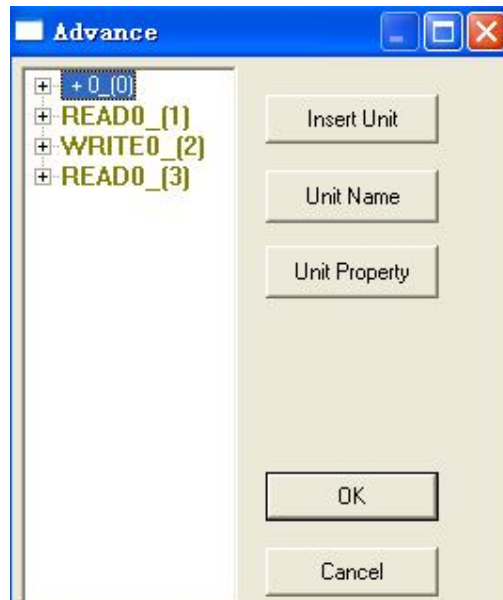 Advance
+ 0_(0)
READ0_(1)
WRITE0_(2)
READ0_(3)
Insert Unit
Unit Name
Unit Property
OK
Cancel